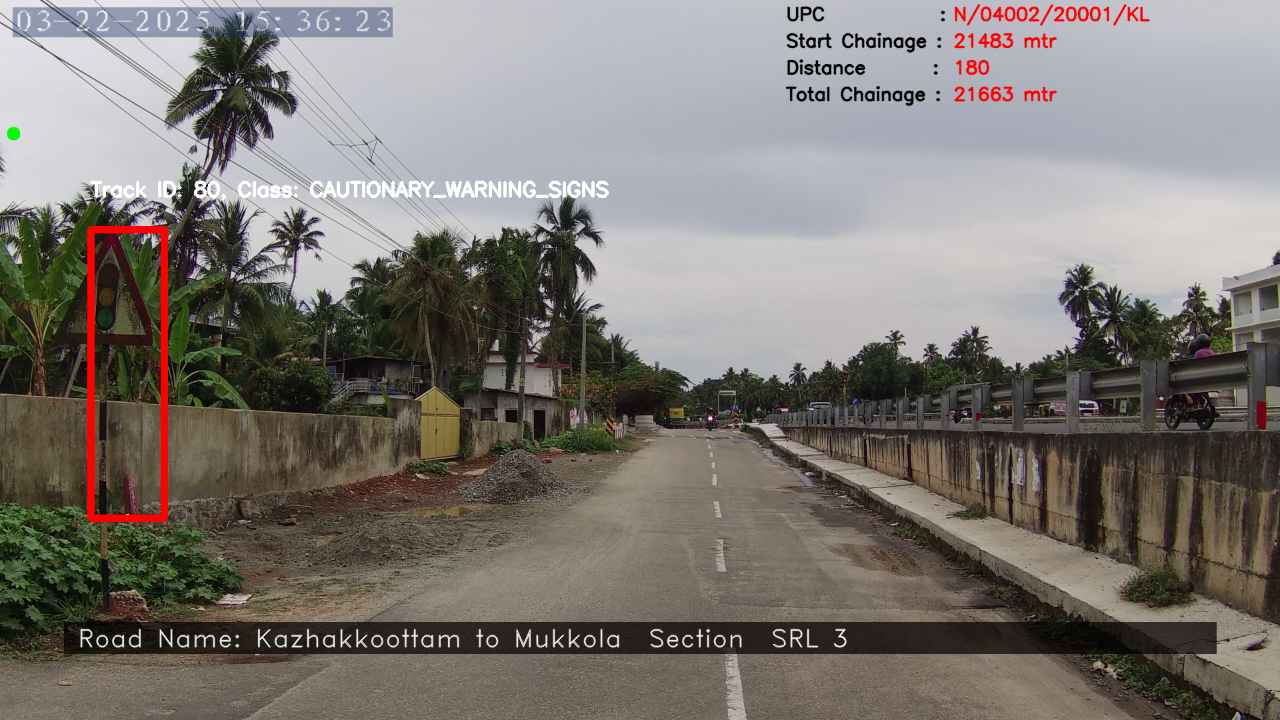 03-22-2025 15:36:23
UPC : N/04002/20001/KL
Start Chainage : 21483 mtr
Distance : 180
Total Chainage : 21663 mtr
Track ID: 80, Class: CAUTIONARY_WARNING_SIGNS
Road Name: Kazhakkoottam to Mukkola Section SRL 3